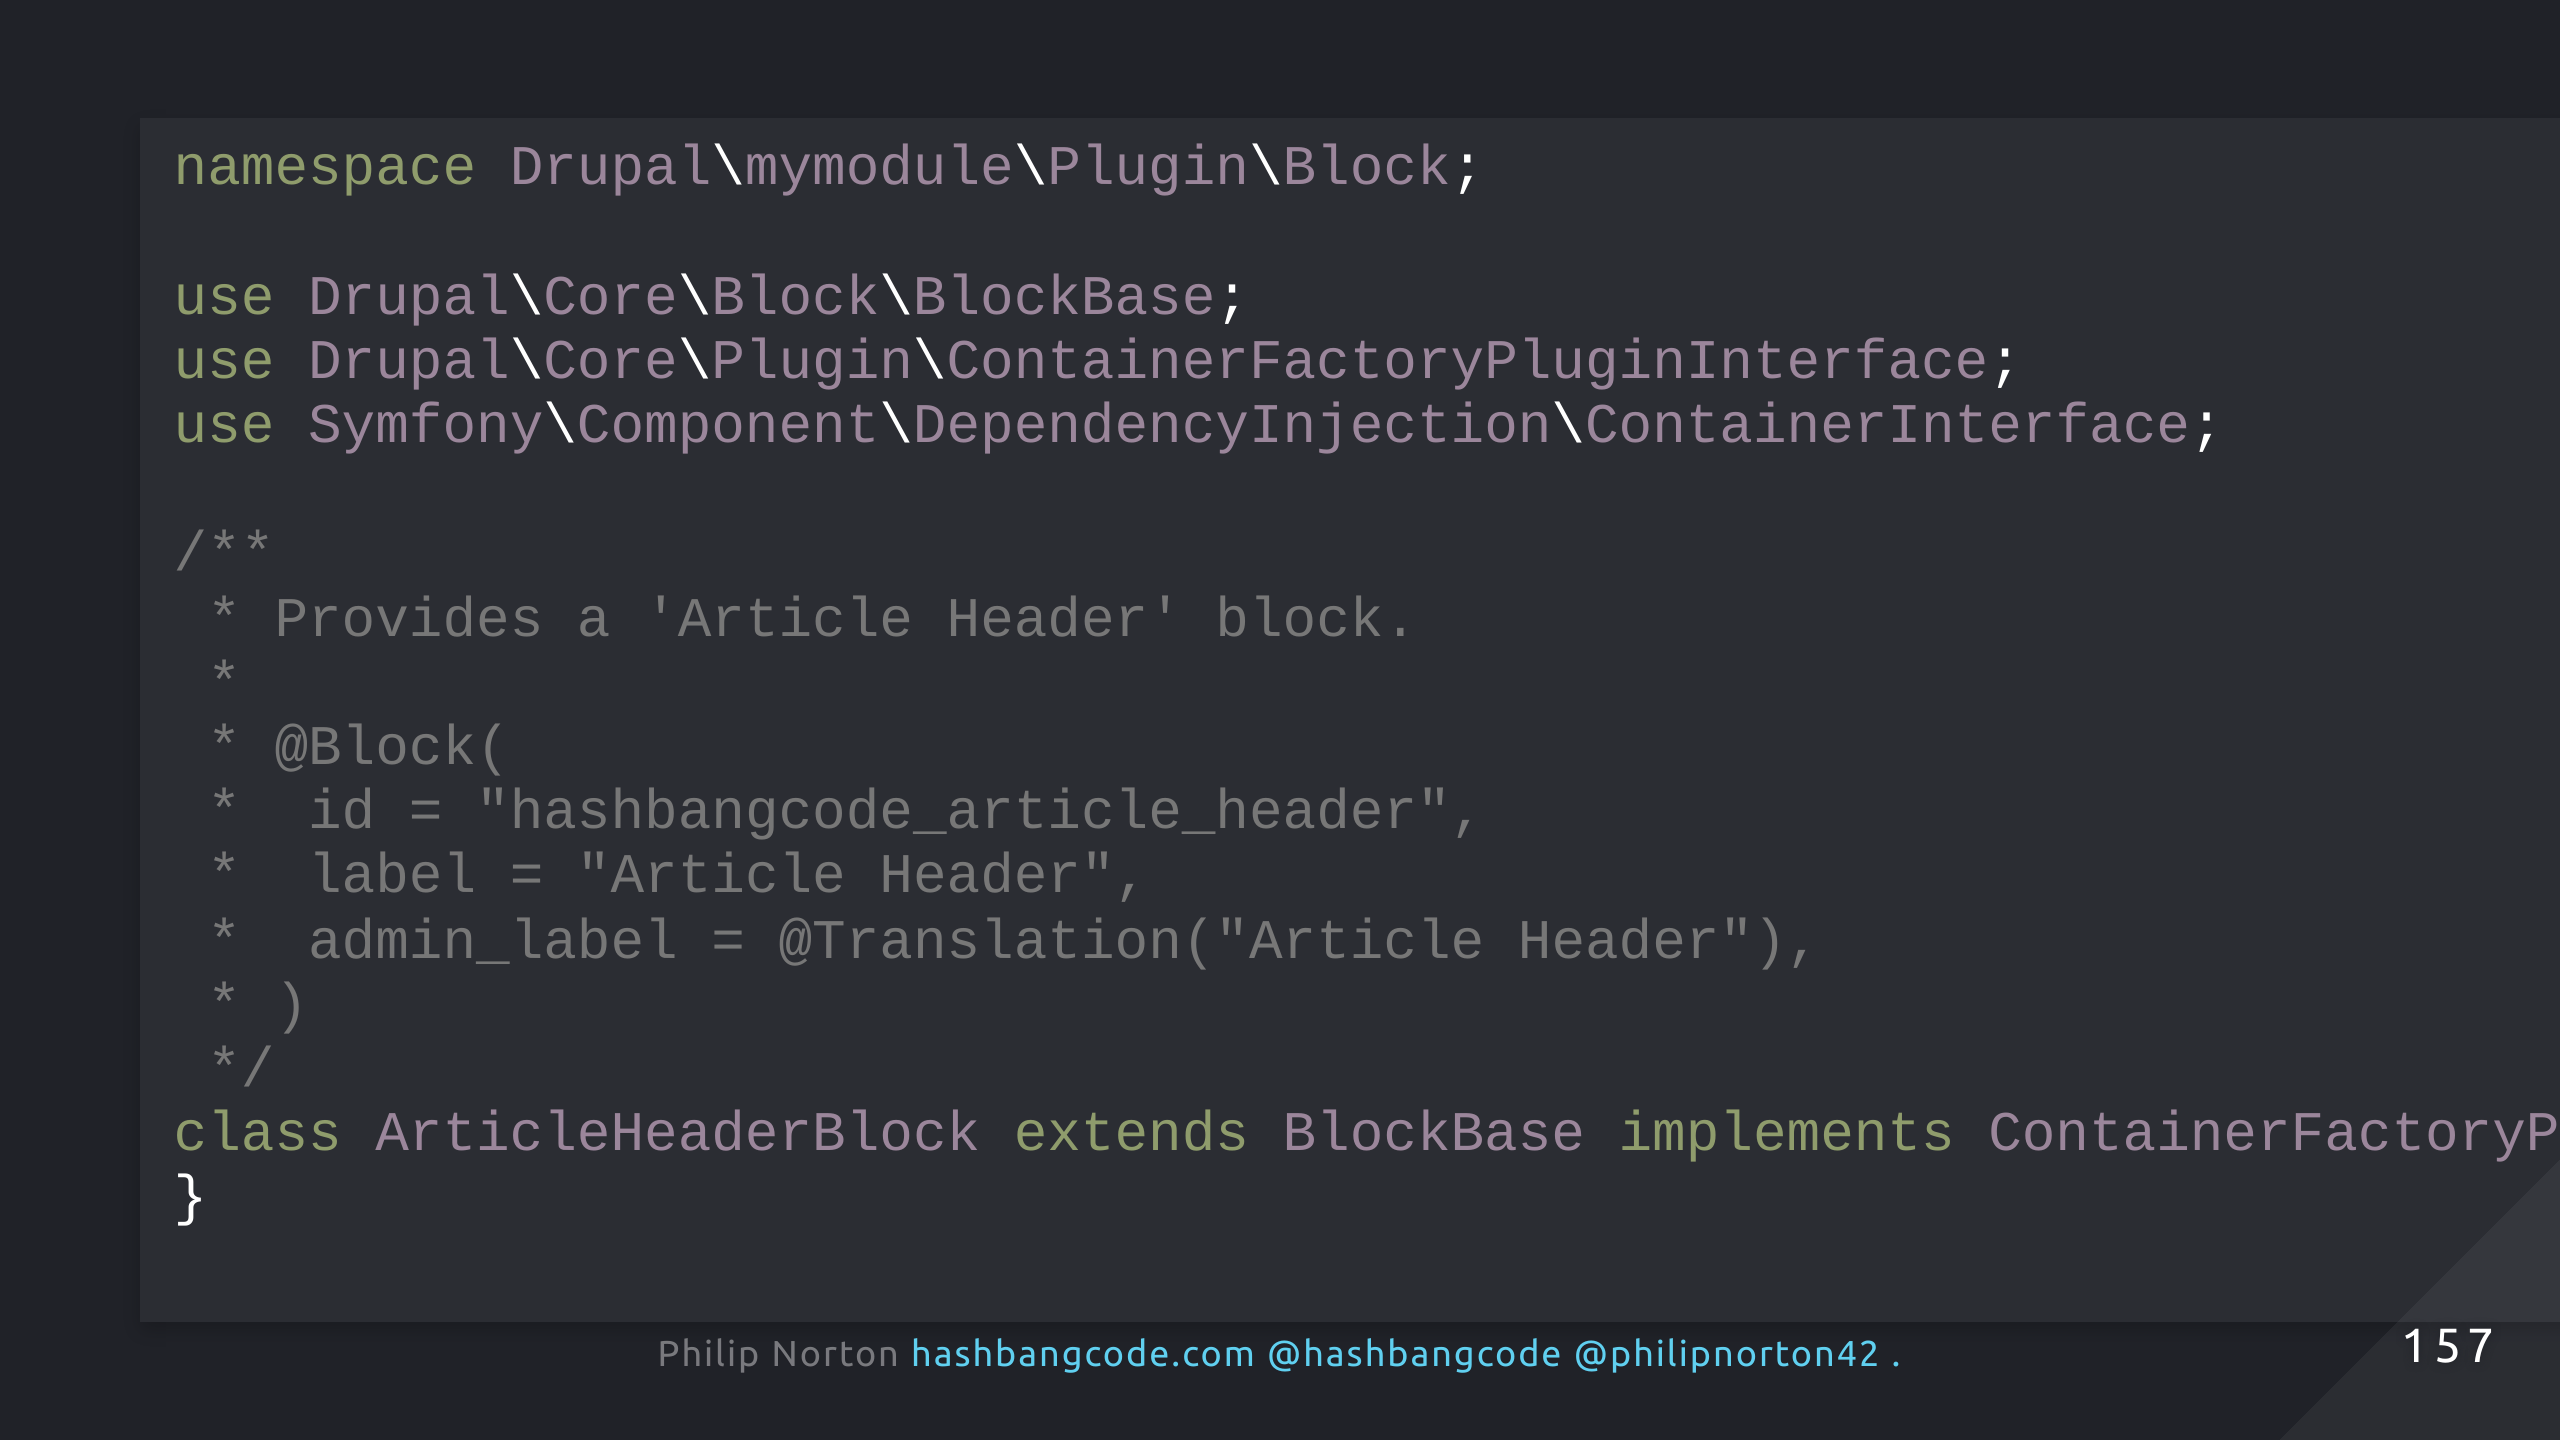 namespace Drupal\mymodule\Plugin\Block;

use Drupal\Core\Block\BlockBase;
use Drupal\Core\Plugin\ContainerFactoryPluginInterface;
use Symfony\Component\DependencyInjection\ContainerInterface;

/**
 * Provides a 'Article Header' block.
 *
 * @Block(
 *  id = "hashbangcode_article_header",
 *  label = "Article Header",
 *  admin_label = @Translation("Article Header"),
 * )
 */
class ArticleHeaderBlock extends BlockBase implements ContainerFactoryP
}
Philip Norton hashbangcode.com @hashbangcode @philipnorton42 .
157